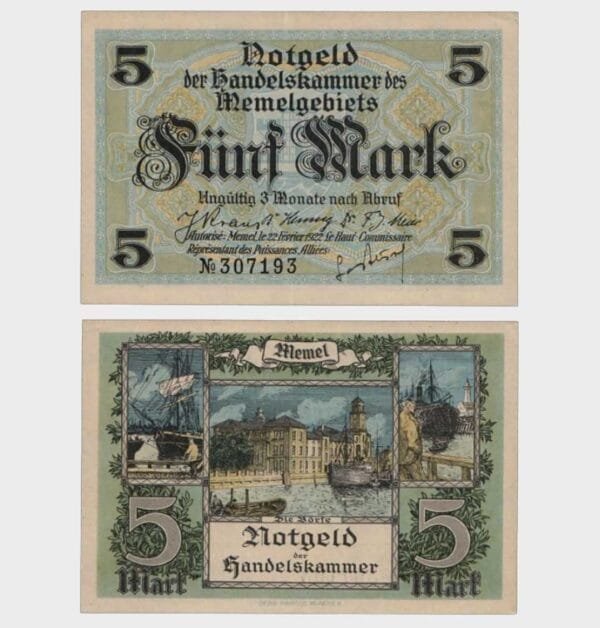 5 5
Notgeld
der Handelskammer des
Memelgebiets
Fünf Mark
Ungültig 3 Monate nach Abruf
Autorisé: Memel, le 22 Février 1922 le Haut-Commissaire
Représentant des Puissances Alliées:
5 5
№ 307193
Memel
Die Börse
Notgeld
der
Handelskammer
5 5
Mark Mark